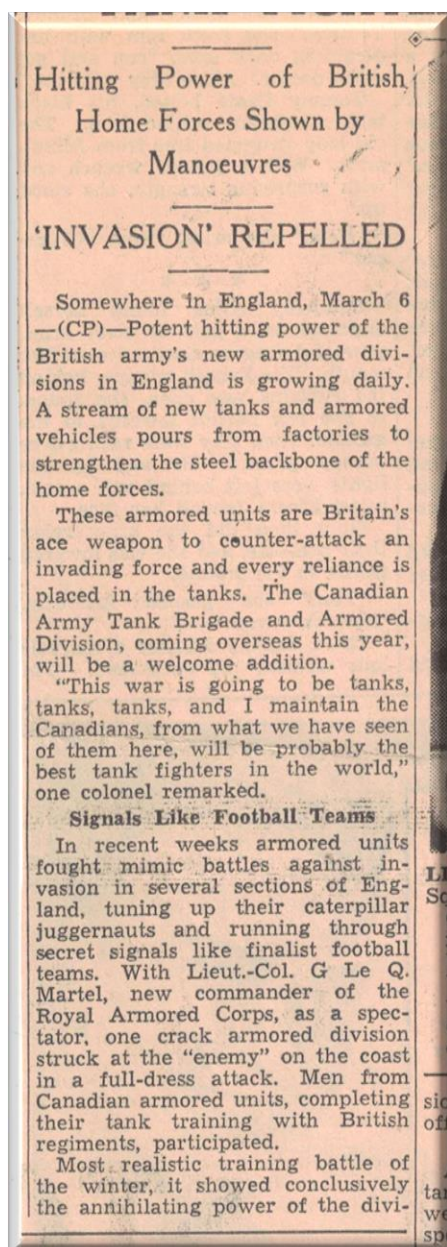 Hitting Power of British
Home Forces Shown by
Manoeuvres
'INVASION' REPELLED
Somewhere in England, March 6
—(CP)—Potent hitting power of the
British army's new armored divi-
sions in England is growing daily.
A stream of new tanks and armored
vehicles pours from factories to
strengthen the steel backbone of the
home forces.
These armored units are Britain's
ace weapon to counter-attack an
invading force and every reliance is
placed in the tanks. The Canadian
Army Tank Brigade and Armored
Division, coming overseas this year,
will be a welcome addition.
"This war is going to be tanks,
tanks, tanks, and I maintain the
Canadians, from what we have seen
of them here, will be probably the
best tank fighters in the world,"
one colonel remarked.
Signals Like Football Teams
In recent weeks armored units
fought mimic battles against in-
vasion in several sections of Eng-
land, tuning up their caterpillar
juggernauts and running through
secret signals like finalist football
teams. With Lieut.-Col. G Le Q.
Martel, new commander of the
Royal Armored Corps, as a spec-
tator, one crack armored division
struck at the "enemy" on the coast
in a full-dress attack. Men from
Canadian armored units, completing
their tank training with British
regiments, participated.
Most realistic training battle of
the winter, it showed conclusively
the annihilating power of the divi-